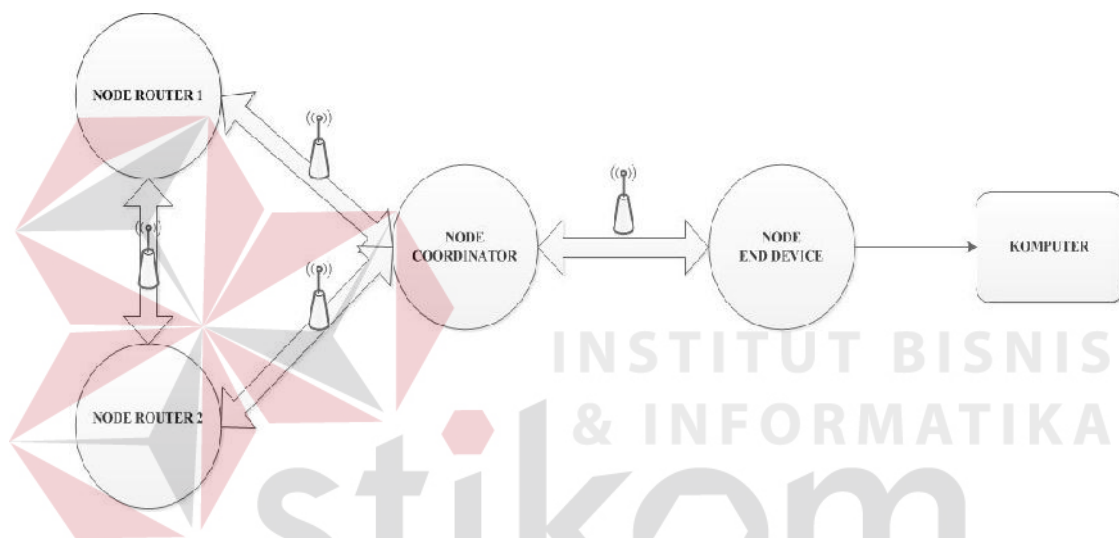 NODE ROUTER 1
NODE
COORDINATOR
NODE
END DEVICE
KOMPUTER
NODE ROUTER 2
INSTITUT BISNIS
& INFORMATIKA
stikom